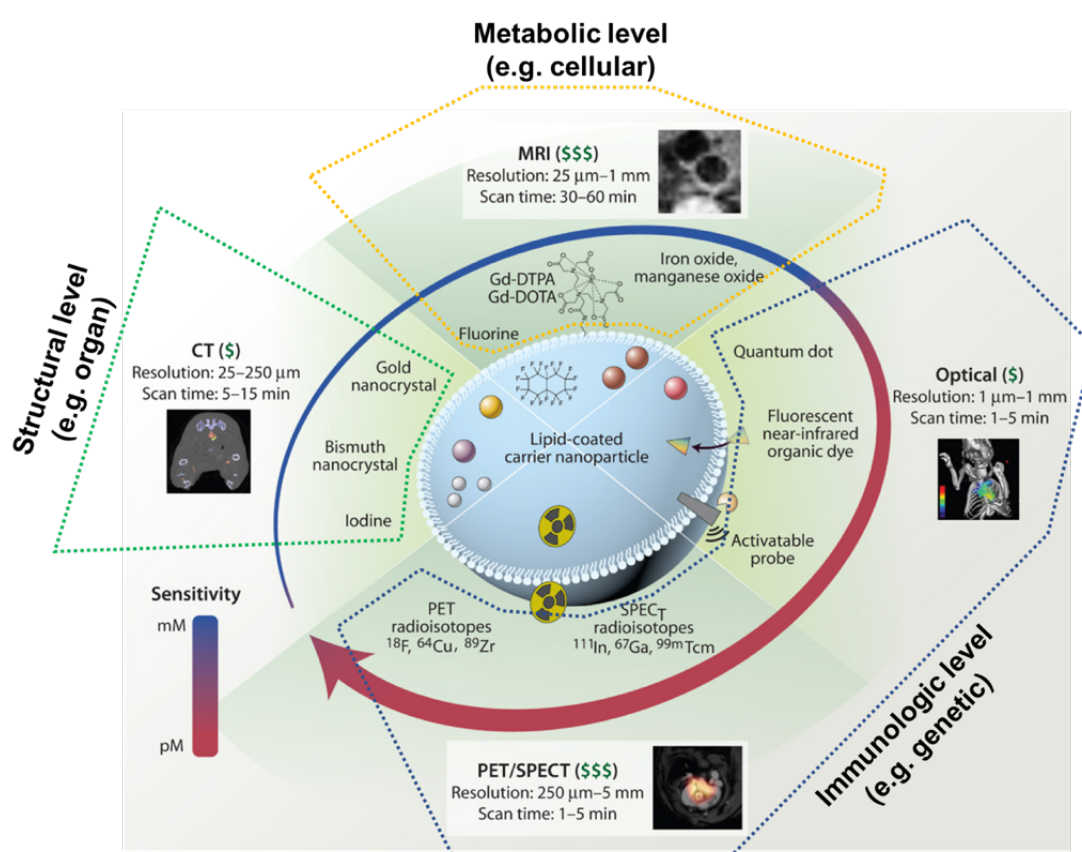 Metabolic level
(e.g. cellular)
MRI ($$$)
Resolution: 25 μm–1 mm
Scan time: 30–60 min
Gd-DTPA
Gd-DOTA
Iron oxide,
manganese oxide
Fluorine
Structural level
(e.g. organ)
CT ($)
Resolution: 25–250 μm
Scan time: 5–15 min
Gold
nanocrystal
Bismuth
nanocrystal
Iodine
Lipid-coated
carrier nanoparticle
Quantum dot
Fluorescent
near-infrared
organic dye
Activatable
probe
Optical ($)
Resolution: 1 μm–1 mm
Scan time: 1–5 min
Sensitivity
mM
pM
PET
radioisotopes
¹⁸F, ⁶⁴Cu, ⁸⁹Zr
SPECT
radioisotopes
¹¹¹In, ⁶⁷Ga, ⁹⁹ᵐTcm
PET/SPECT ($$$)
Resolution: 250 μm–5 mm
Scan time: 1–5 min
Immunologic level
(e.g. genetic)